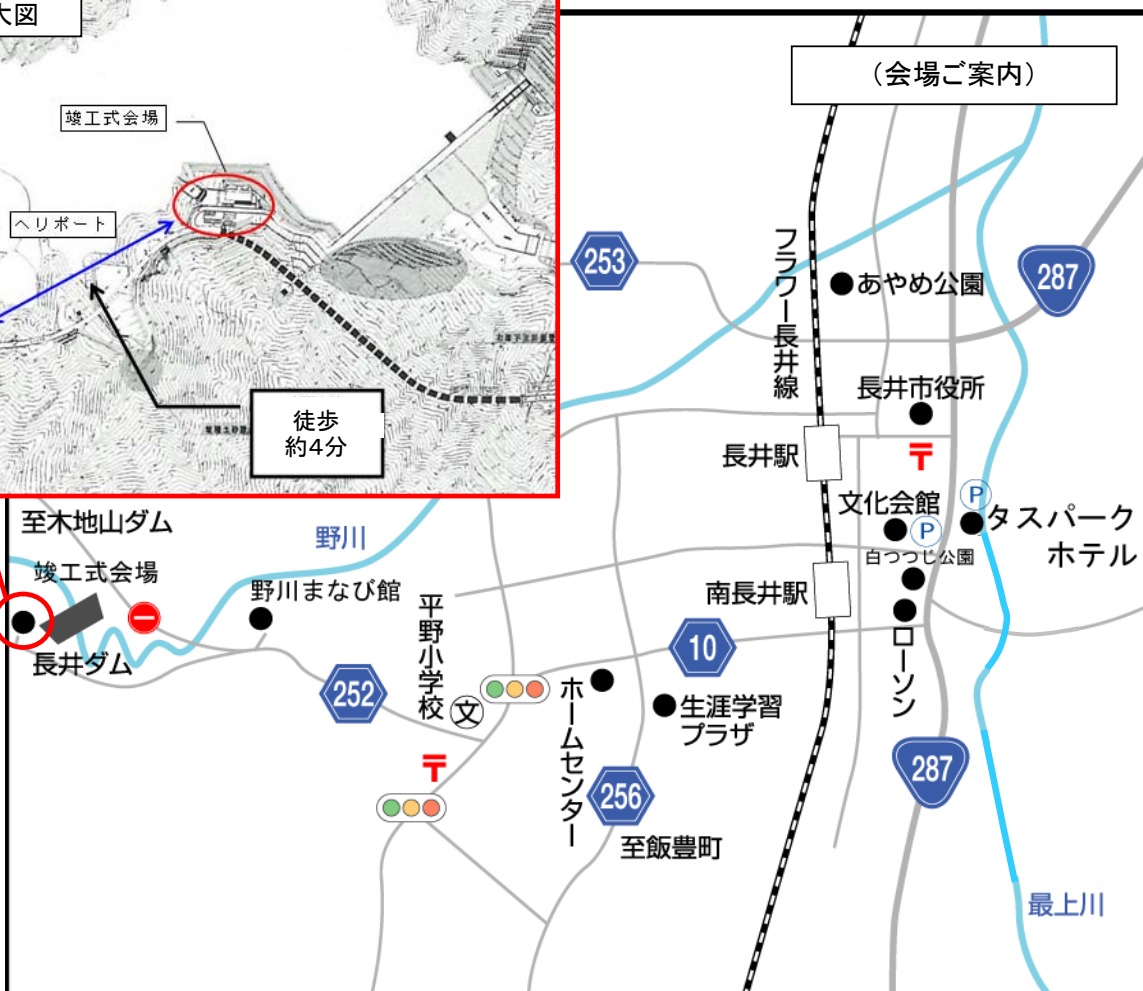 大図
(会場ご案内)
竣工式会場
ヘリポート
徒歩
約4分
253
287
フラワー長井線
あやめ公園
長井市役所
長井駅
〒
文化会館
P
P
タスパーク
ホテル
白つつじ公園
至木地山ダム
野川
竣工式会場
野川まなび館
平野小学校
南長井駅
長井ダム
10
ローソン
252
文
ホームセンター
生涯学習
プラザ
〒
287
256
至飯豊町
最上川